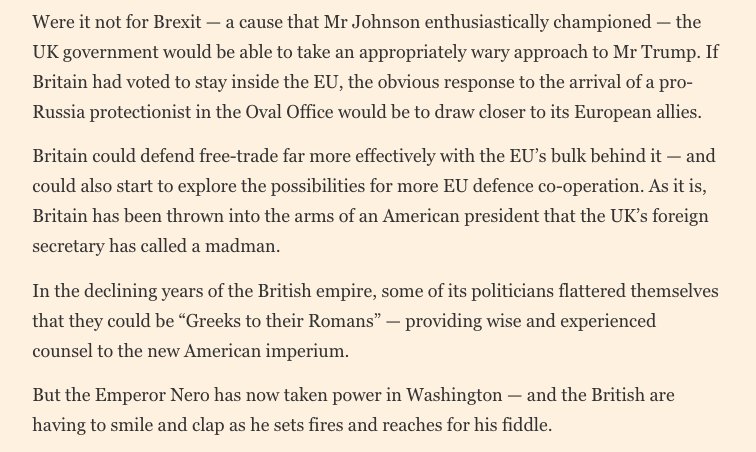 Were it not for Brexit — a cause that Mr Johnson enthusiastically championed — the
UK government would be able to take an appropriately wary approach to Mr Trump. If
Britain had voted to stay inside the EU, the obvious response to the arrival of a pro-
Russia protectionist in the Oval Office would be to draw closer to its European allies.
Britain could defend free-trade far more effectively with the EU’s bulk behind it — and
could also start to explore the possibilities for more EU defence co-operation. As it is,
Britain has been thrown into the arms of an American president that the UK’s foreign
secretary has called a madman.
In the declining years of the British empire, some of its politicians flattered themselves
that they could be “Greeks to their Romans” — providing wise and experienced
counsel to the new American imperium.
But the Emperor Nero has now taken power in Washington — and the British are
having to smile and clap as he sets fires and reaches for his fiddle.